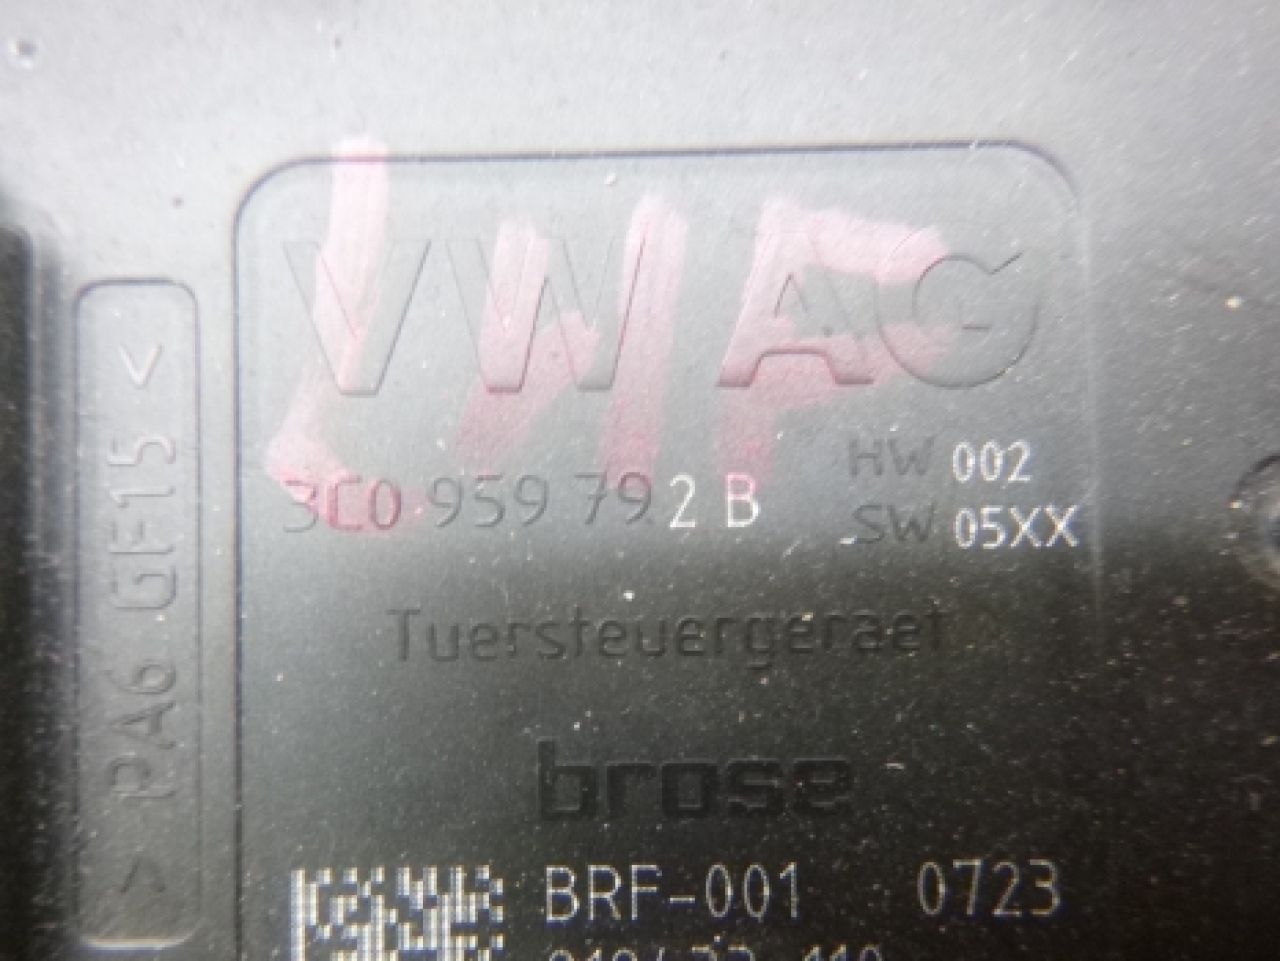 VW AG
3C0 959 792 B
HW 002
SW 05XX
Tuersteuergeraet
brose
BRF-001 0723
> PA6 GF15 <